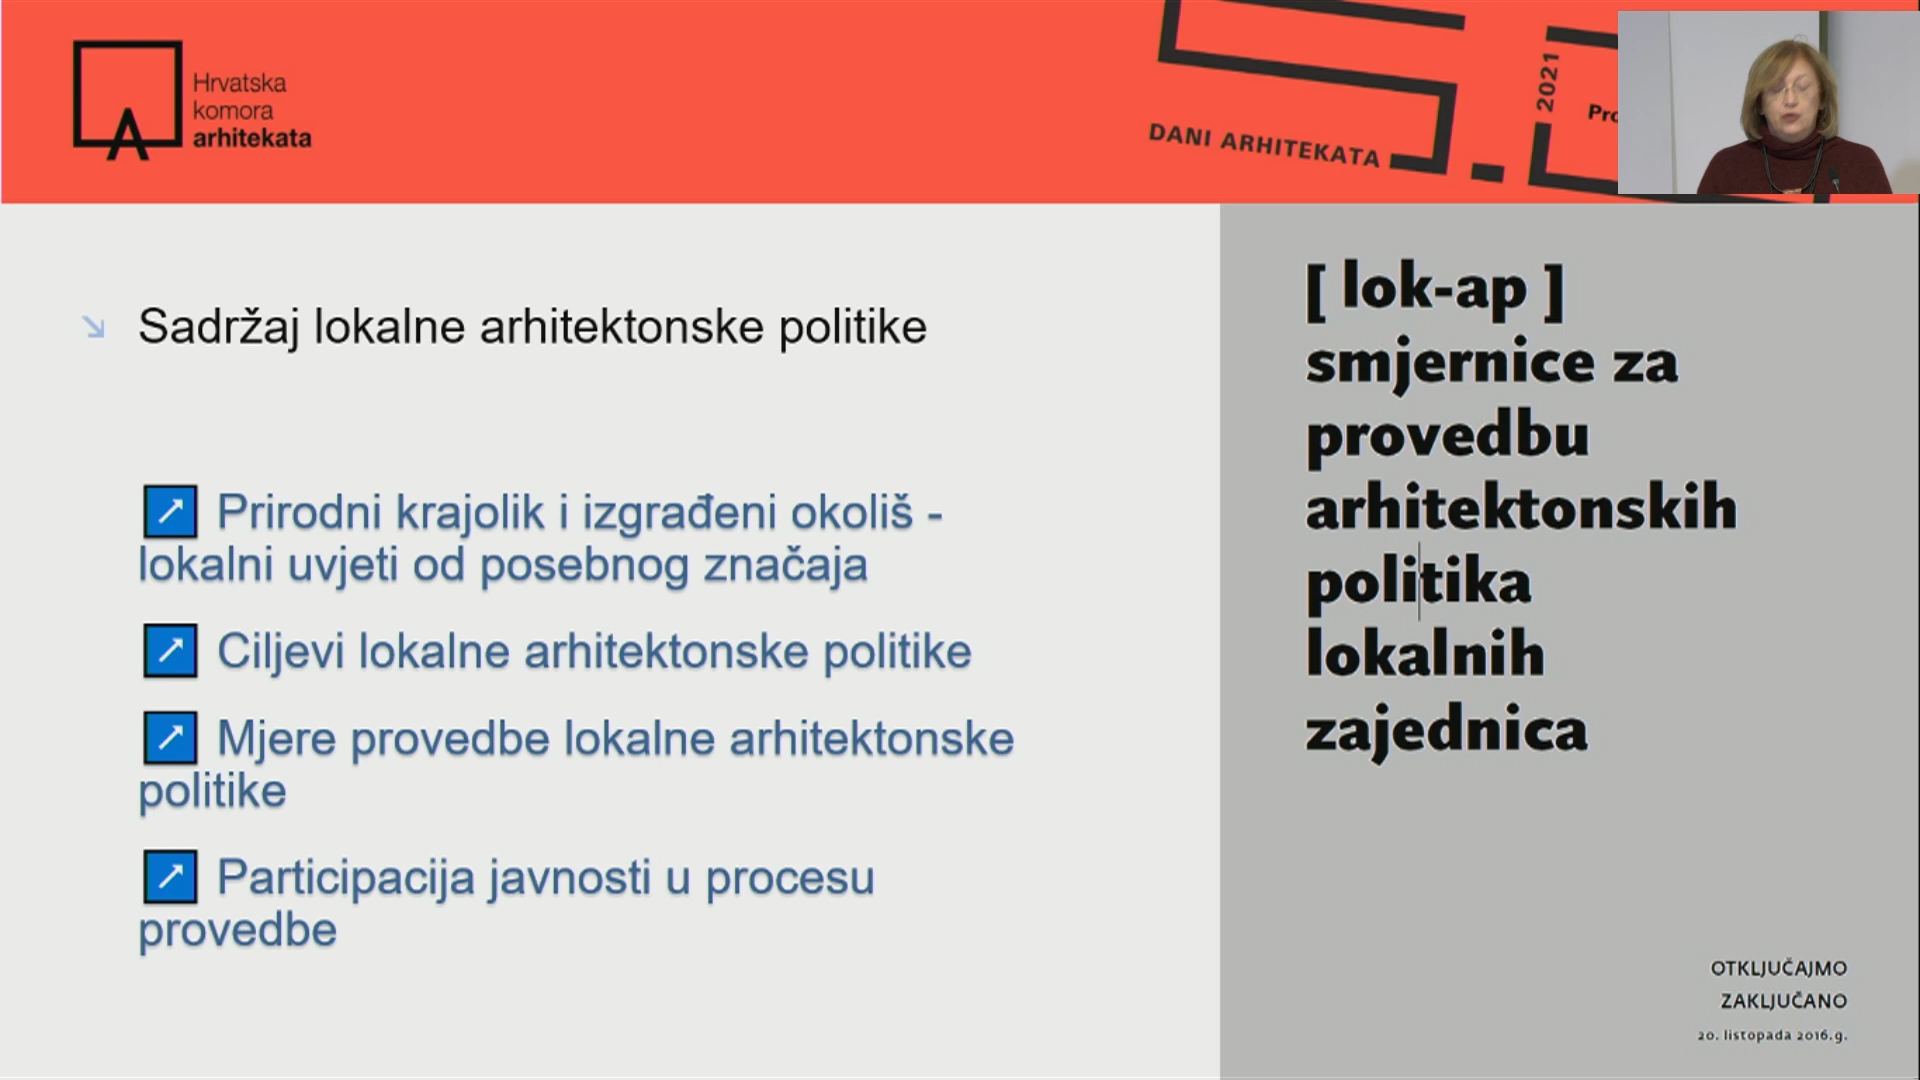 Hrvatska
komora
arhitekata
DANI ARHITEKATA
2021
Sadržaj lokalne arhitektonske politike
Prirodni krajolik i izgrađeni okoliš -
lokalni uvjeti od posebnog značaja
Ciljevi lokalne arhitektonske politike
Mjere provedbe lokalne arhitektonske
politike
Participacija javnosti u procesu
provedbe
[ lok-ap ]
smjernice za
provedbu
arhitektonskih
politika
lokalnih
zajednica
OTKLJUČAJMO
ZAKLJUČANO
20. listopada 2016.g.